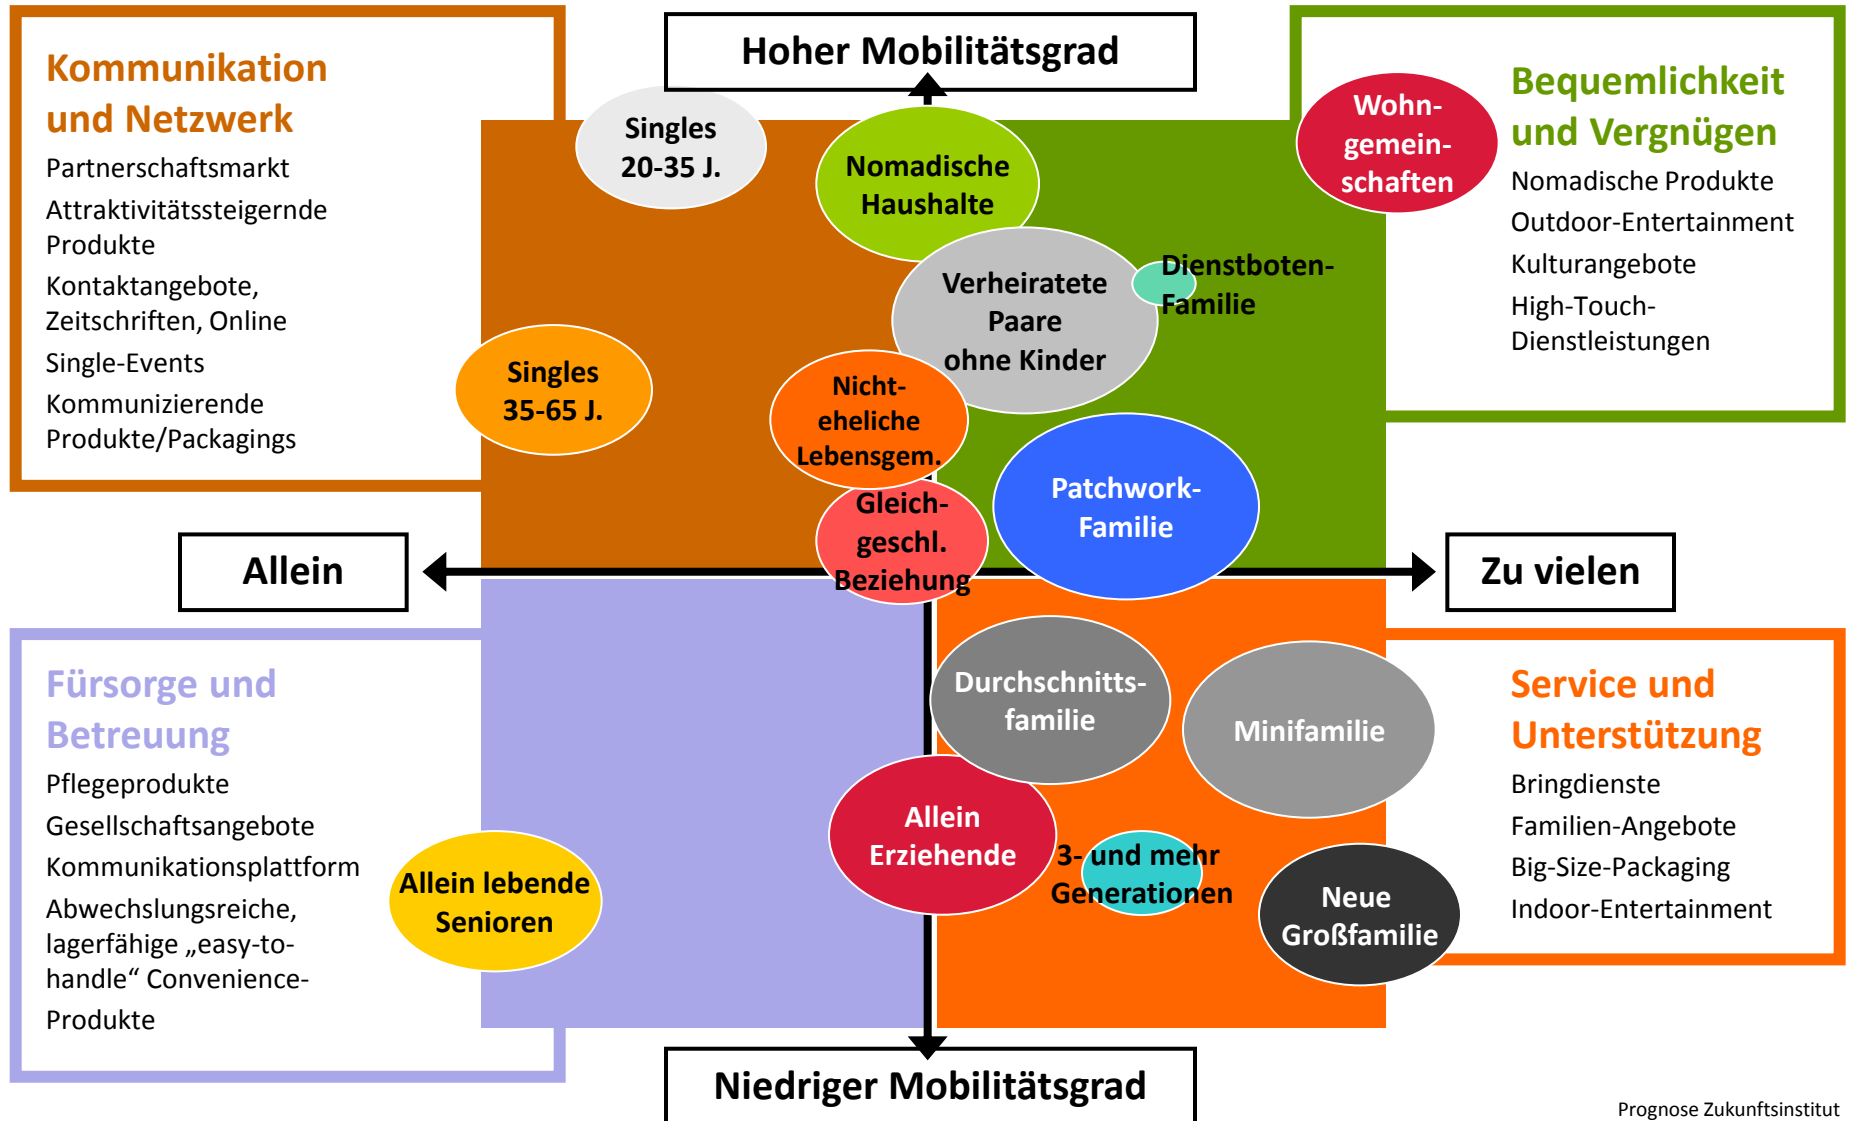 Hoher Mobilitätsgrad
Kommunikation
und Netzwerk
Partnerschaftsmarkt
Attraktivitätssteigernde
Produkte
Kontaktangebote,
Zeitschriften, Online
Single-Events
Kommunizierende
Produkte/Packagings
Singles
20-35 J.
Nomadische
Haushalte
Wohn-
gemein-
schaften
Bequemlichkeit
und Vergnügen
Nomadische Produkte
Outdoor-Entertainment
Kulturangebote
High-Touch-
Dienstleistungen
Verheiratete
Paare
ohne Kinder
Dienstboten-
Familie
Singles
35-65 J.
Nicht-
eheliche
Lebensgem.
Gleich-
geschl.
Beziehung
Patchwork-
Familie
Allein
Zu vielen
Fürsorge und
Betreuung
Pflegeprodukte
Gesellschaftsangebote
Kommunikationsplattform
Abwechslungsreiche,
lagerfähige „easy-to-
handle“ Convenience-
Produkte
Allein lebende
Senioren
Durchschnitts-
familie
Minifamilie
Allein
Erziehende
3- und mehr
Generationen
Neue
Großfamilie
Service und
Unterstützung
Bringdienste
Familien-Angebote
Big-Size-Packaging
Indoor-Entertainment
Niedriger Mobilitätsgrad
Prognose Zukunftsinstitut